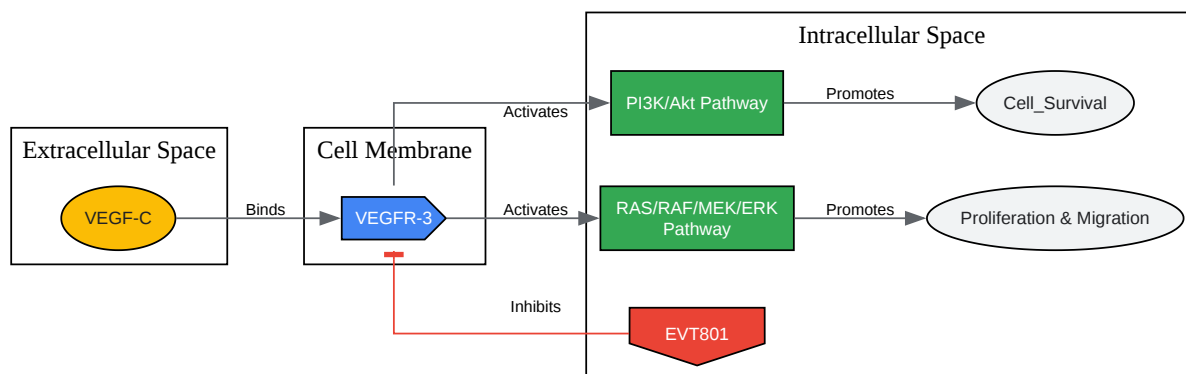 Intracellular Space
Activates
PI3K/Akt Pathway
Promotes
Cell_Survival
Extracellular Space
VEGF-C
Binds
Cell Membrane
VEGFR-3
Activates
RAS/RAF/MEK/ERK
Pathway
Promotes
Proliferation & Migration
Inhibits
EVT801